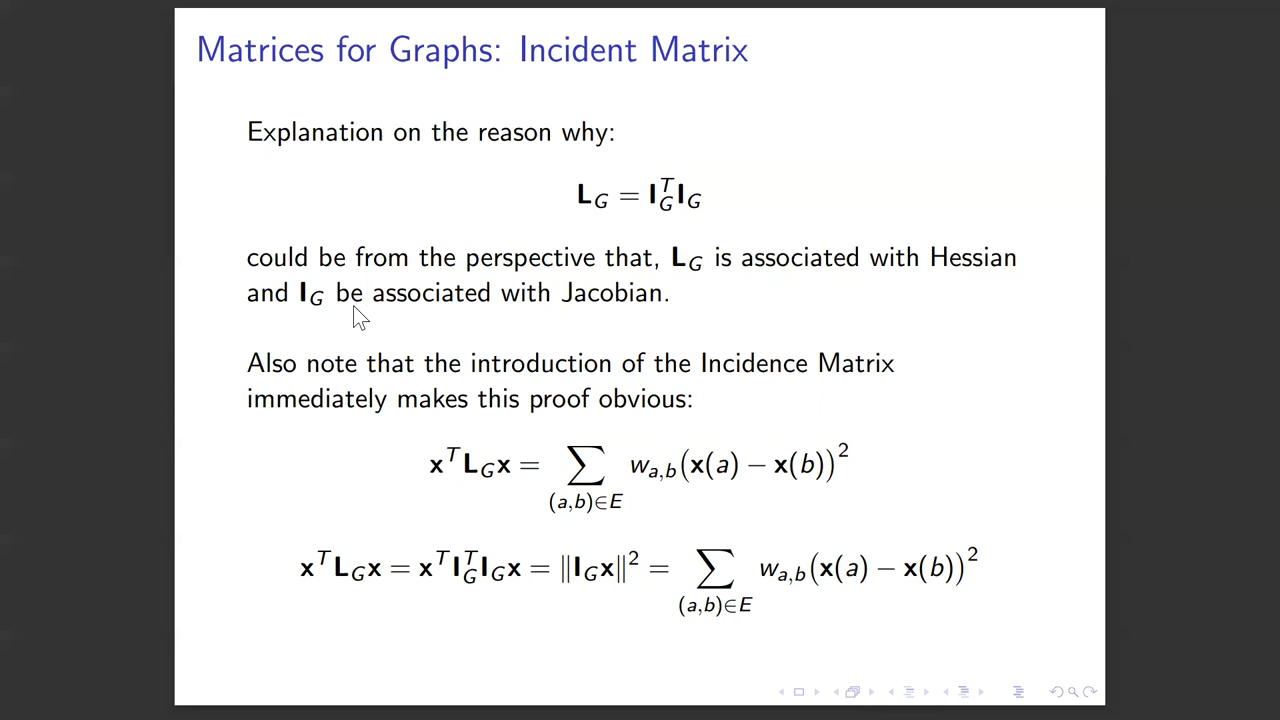 Matrices for Graphs: Incident Matrix
Explanation on the reason why:
L_G = I_G^T I_G
could be from the perspective that, L_G is associated with Hessian
and I_G be associated with Jacobian.
Also note that the introduction of the Incidence Matrix
immediately makes this proof obvious:
x^T L_G x = ∑_{(a,b)∈E} w_{a,b}(x(a) − x(b))^2
x^T L_G x = x^T I_G^T I_G x = ‖I_G x‖^2 = ∑_{(a,b)∈E} w_{a,b}(x(a) − x(b))^2